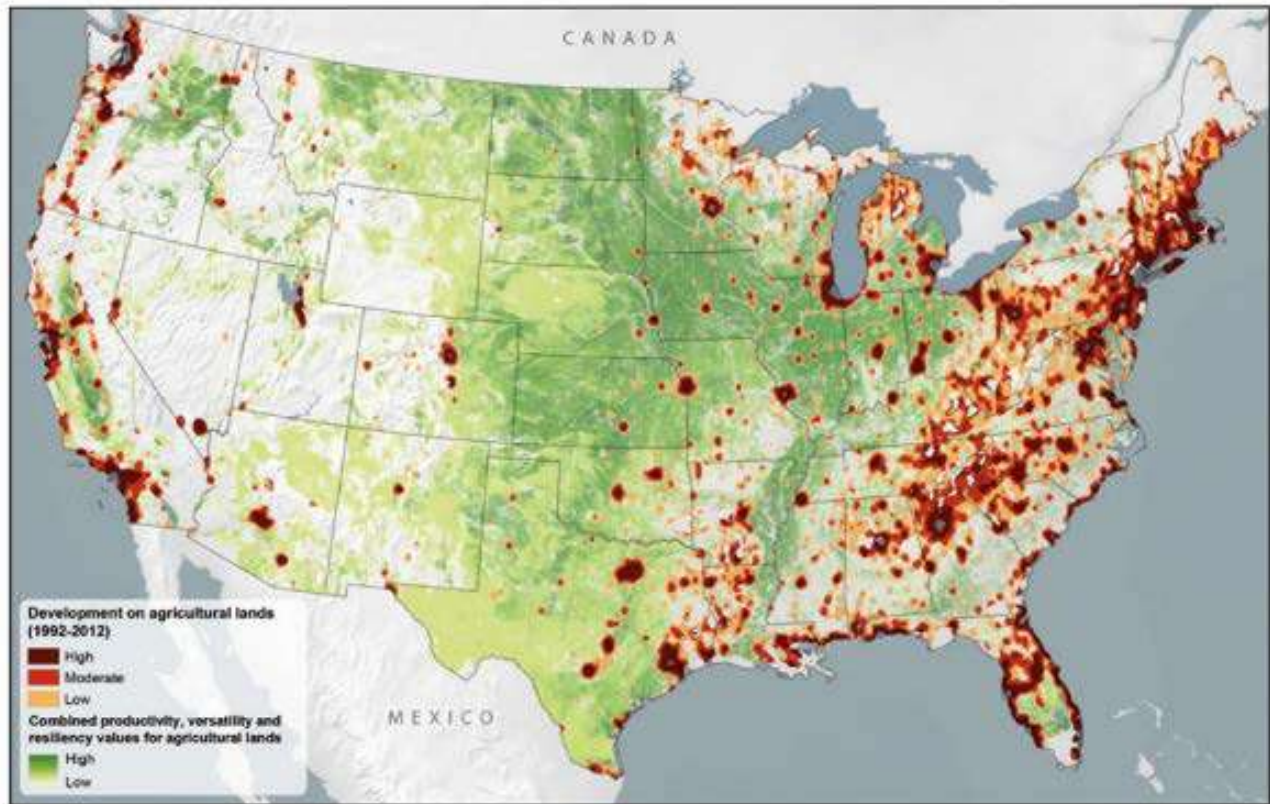 CANADA
MEXICO
Development on agricultural lands
(1992-2012)
High
Moderate
Low
Combined productivity, versatility and
resiliency values for agricultural lands
High
Low